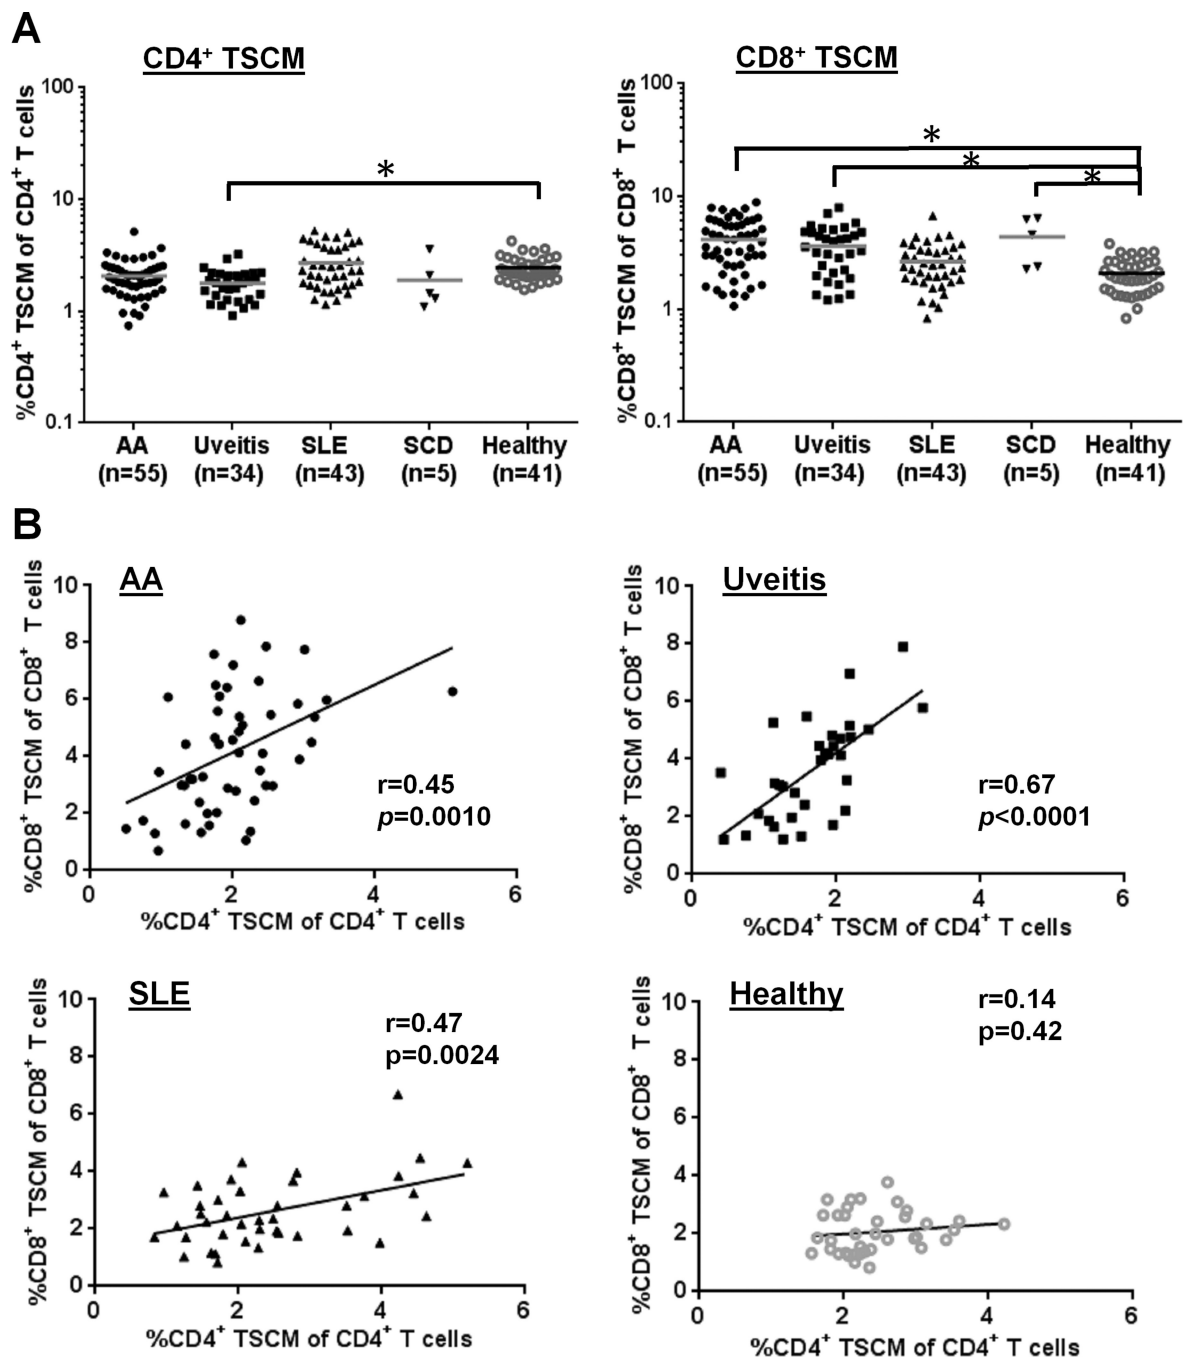 A
CD4⁺ TSCM
%CD4⁺ TSCM of CD4⁺ T cells
100
10
1
0.1
*
AA Uveitis SLE SCD Healthy
(n=55) (n=34) (n=43) (n=5) (n=41)
CD8⁺ TSCM
%CD8⁺ TSCM of CD8⁺ T cells
100
10
1
0.1
*
*
*
AA Uveitis SLE SCD Healthy
(n=55) (n=34) (n=43) (n=5) (n=41)
B
AA
%CD8⁺ TSCM of CD8⁺ T cells
10
8
6
4
2
0
r=0.45
p=0.0010
0 2 4 6
%CD4⁺ TSCM of CD4⁺ T cells
Uveitis
%CD8⁺ TSCM of CD8⁺ T cells
10
8
6
4
2
0
r=0.67
p<0.0001
0 2 4 6
%CD4⁺ TSCM of CD4⁺ T cells
SLE
%CD8⁺ TSCM of CD8⁺ T cells
10
8
6
4
2
0
r=0.47
p=0.0024
0 2 4 6
%CD4⁺ TSCM of CD4⁺ T cells
Healthy
%CD8⁺ TSCM of CD8⁺ T cells
10
8
6
4
2
0
r=0.14
p=0.42
0 2 4 6
%CD4⁺ TSCM of CD4⁺ T cells